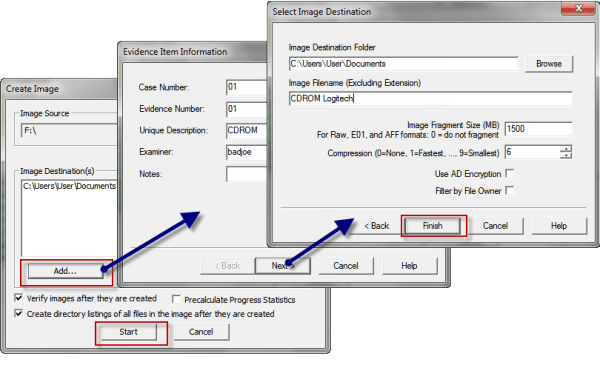 Create Image
Image Source
F:\
Image Destination(s)
C:\Users\User\Documents
Add...
Verify images after they are created
Precalculate Progress Statistics
Create directory listings of all files in the image after they are created
Start
Cancel
Evidence Item Information
Case Number:
01
Evidence Number:
01
Unique Description:
CDROM
Examiner:
badjoe
Notes:
< Back
Next >
Cancel
Help
Select Image Destination
Image Destination Folder
C:\Users\User\Documents
Browse
Image Filename (Excluding Extension)
CDROM Logitech
Image Fragment Size (MB)
1500
For Raw, E01, and AFF formats: 0 = do not fragment
Compression (0=None, 1=Fastest, ..., 9=Smallest)
6
Use AD Encryption
Filter by File Owner
< Back
Finish
Cancel
Help